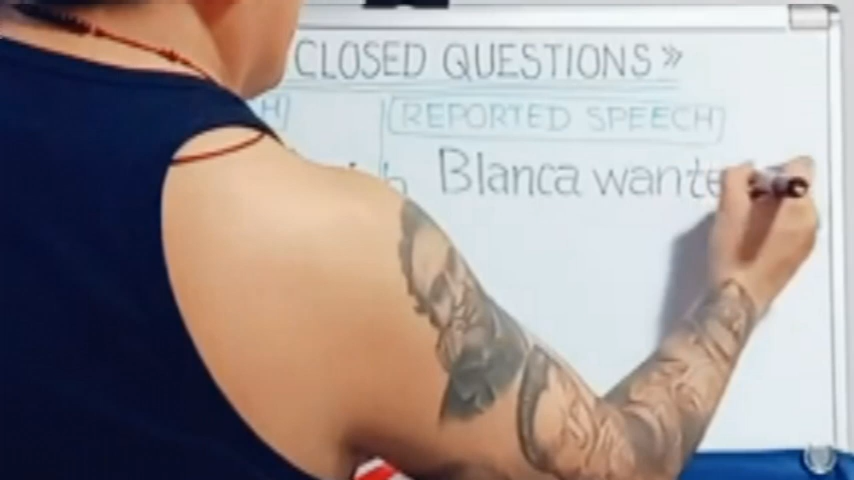 CLOSED QUESTIONS »
REPORTED SPEECH
Blanca wante